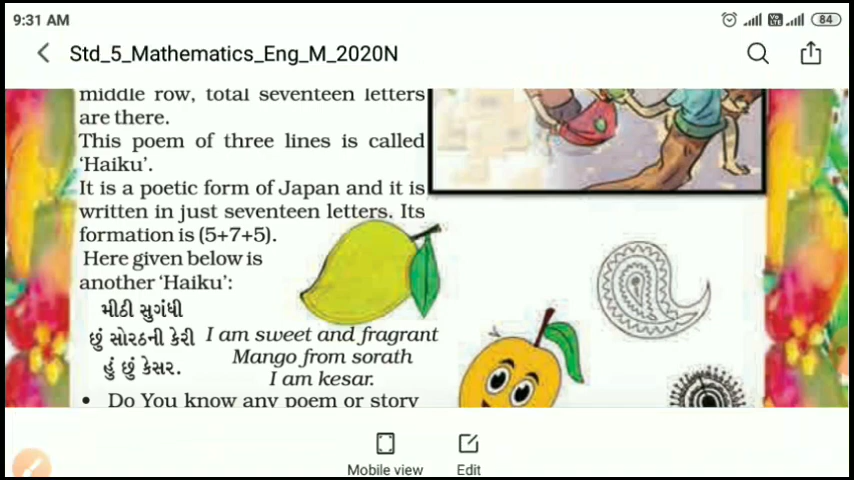 9:31 AM
84
Std_5_Mathematics_Eng_M_2020N
middle row, total seventeen letters
are there.
This poem of three lines is called
‘Haiku’.
It is a poetic form of Japan and it is
written in just seventeen letters. Its
formation is (5+7+5).
Here given below is
another ‘Haiku’:
મીઠી સુગંધી
છું સોરઠની કેરી
હું છું કેસર.
I am sweet and fragrant
Mango from sorath
I am kesar.
• Do You know any poem or story
Mobile view
Edit